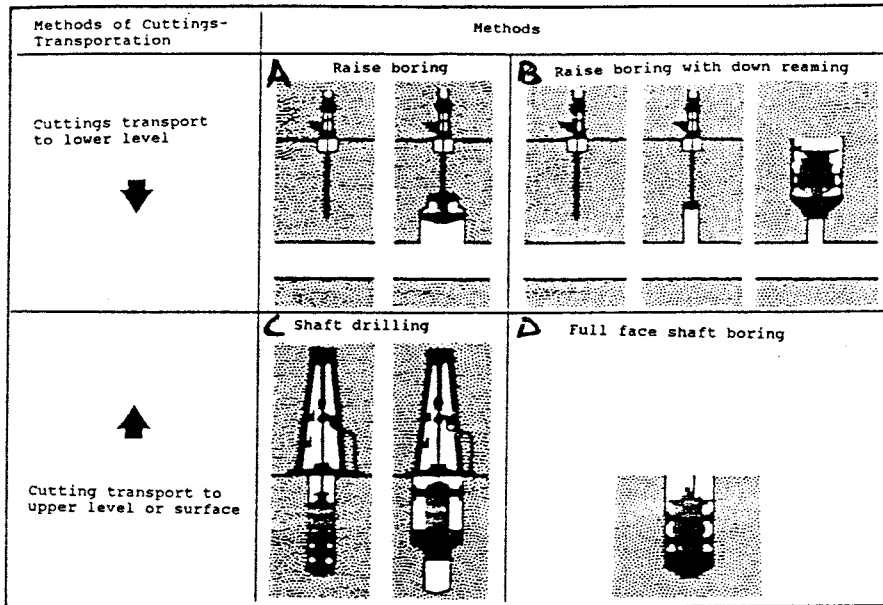 Methods of Cuttings-
Transportation
Methods
A Raise boring
B Raise boring with down reaming
Cuttings transport
to lower level
C Shaft drilling
D Full face shaft boring
Cutting transport to
upper level or surface